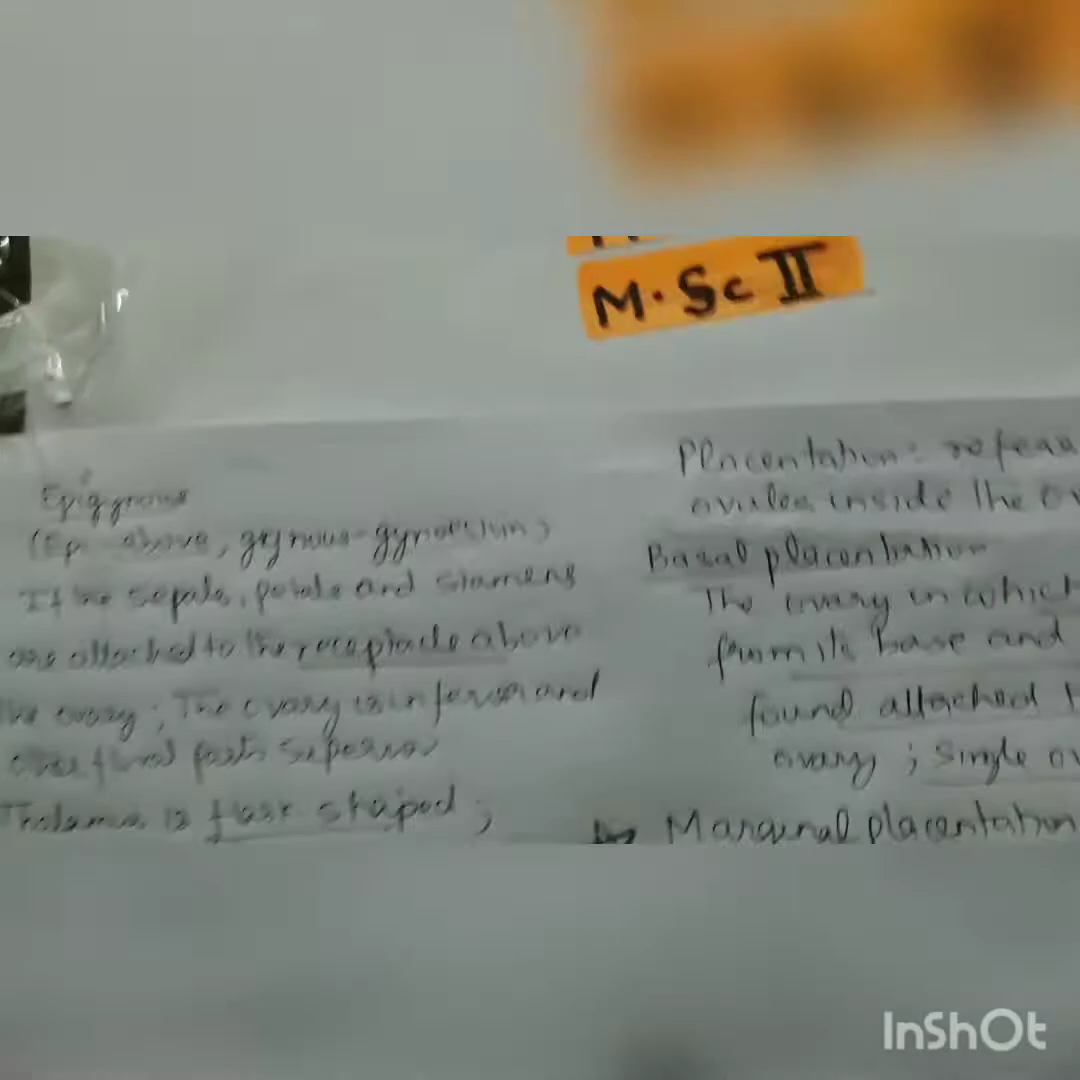 M.Sc II
Epigynous
(Ep. above, gynous-gynoecium)
If the sepals, petals and stamens
are attached to the receptacle above
the ovary; The ovary is inferior and
floral parts superior
Thalamus is flask shaped;
Placentation:
ovules inside the
Basal placentation
The ovary in which
from its base and
found attached
ovary; single
Marginal placentation
InShOt